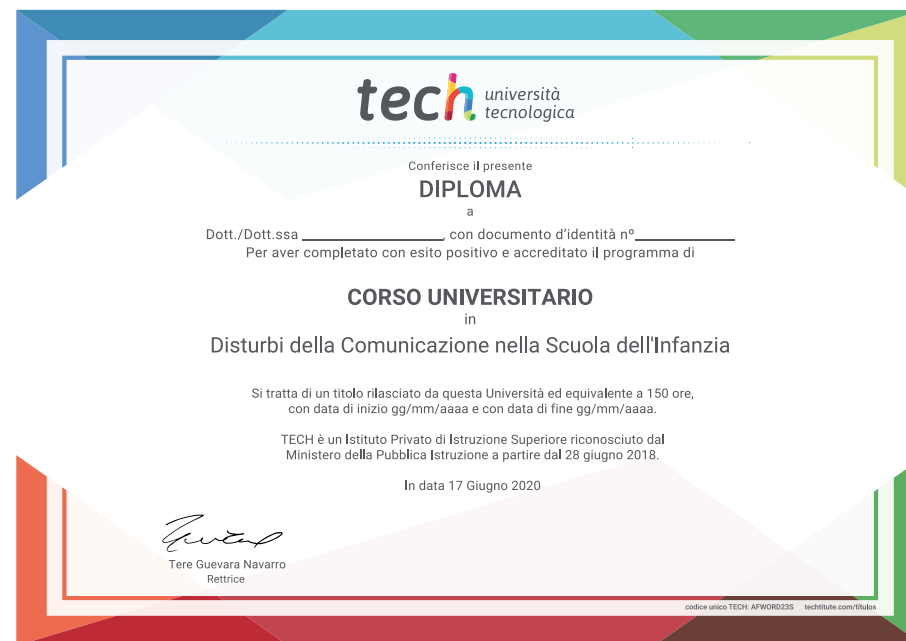 tech università
tecnologica
Conferisce il presente
DIPLOMA
a
Dott./Dott.ssa ____________, con documento d'identità nº____________
Per aver completato con esito positivo e accreditato il programma di
CORSO UNIVERSITARIO
in
Disturbi della Comunicazione nella Scuola dell'Infanzia
Si tratta di un titolo rilasciato da questa Università ed equivalente a 150 ore,
con data di inizio gg/mm/aaaa e con data di fine gg/mm/aaaa.
TECH è un Istituto Privato di Istruzione Superiore riconosciuto dal
Ministero della Pubblica Istruzione a partire dal 28 giugno 2018.
In data 17 Giugno 2020
Tere Guevara Navarro
Rettrice
codice unico TECH: AFWORD23S techtitute.com/títulos